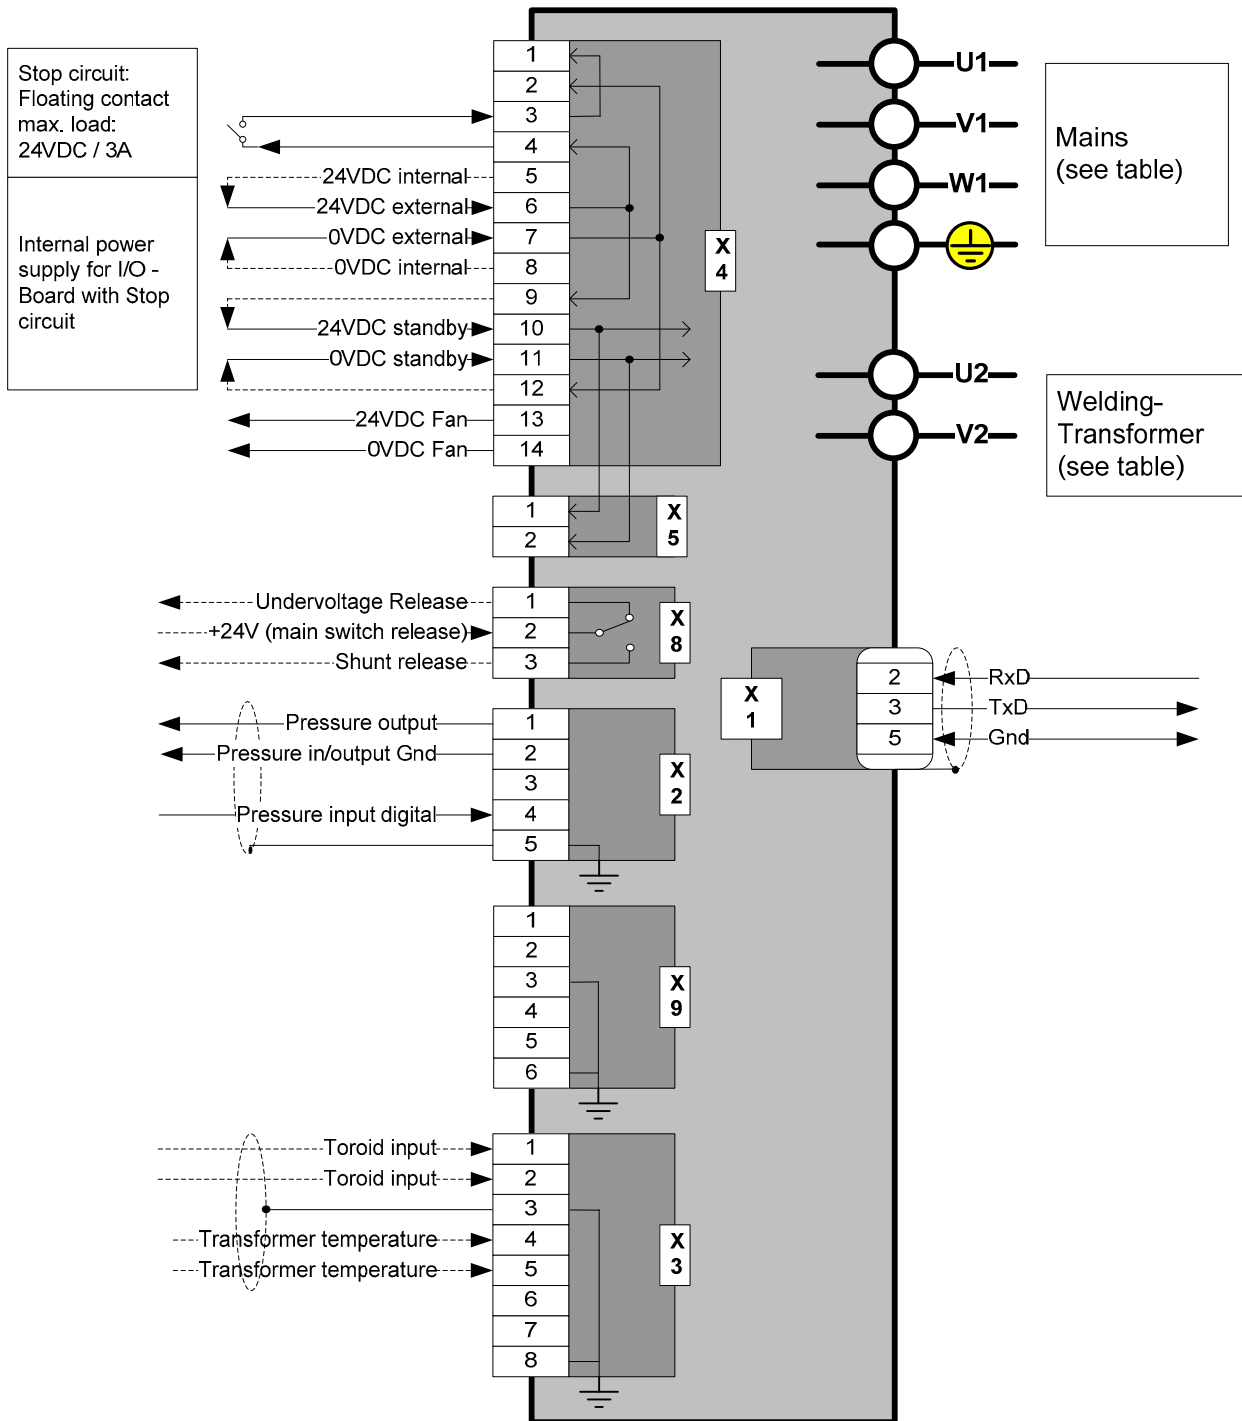 Stop circuit:
Floating contact
max. load:
24VDC / 3A
Internal power
supply for I/O -
Board with Stop
circuit
1
2
3
4
24VDC internal 5
24VDC external 6
0VDC external 7
0VDC internal 8
9
24VDC standby 10
0VDC standby 11
12
24VDC Fan 13
0VDC Fan 14
X
4
1
2
X
5
Undervoltage Release 1
+24V (main switch release) 2
Shunt release 3
X
8
Pressure output 1
Pressure in/output Gnd 2
3
Pressure input digital 4
5
X
2
1
2
3
4
5
6
X
9
Toroid input 1
Toroid input 2
3
Transformer temperature 4
Transformer temperature 5
6
7
8
X
3
U1
V1
W1
Mains
(see table)
U2
V2
Welding-
Transformer
(see table)
X
1
2 RxD
3 TxD
5 Gnd